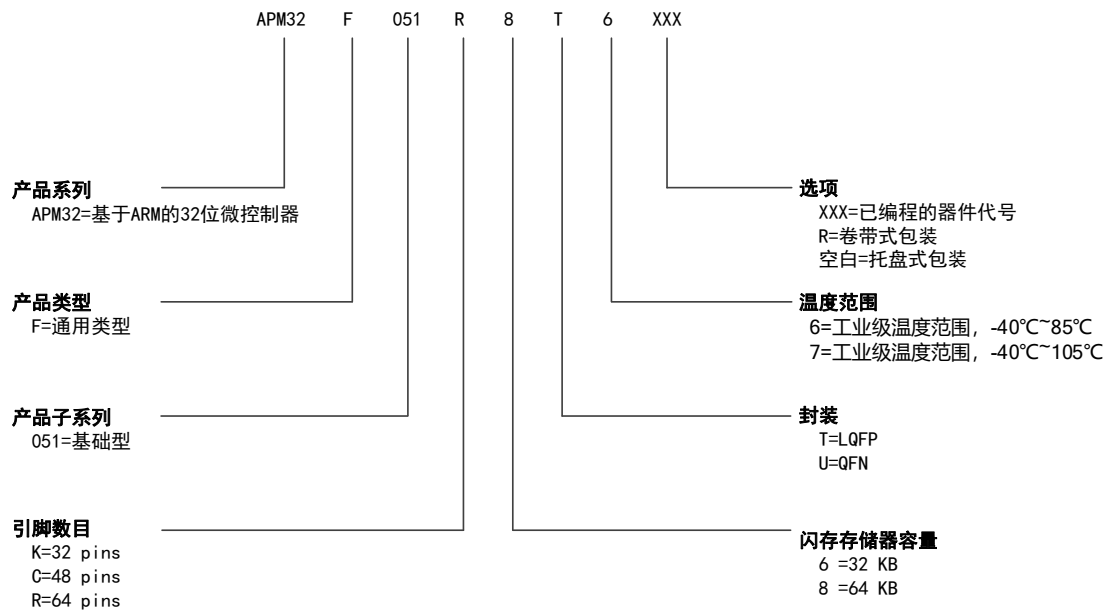 APM32 F 051 R 8 T 6 XXX
产品系列
APM32=基于ARM的32位微控制器
产品类型
F=通用类型
产品子系列
051=基础型
引脚数目
K=32 pins
C=48 pins
R=64 pins
选项
XXX=已编程的器件代号
R=卷带式包装
空白=托盘式包装
温度范围
6=工业级温度范围，-40℃~85℃
7=工业级温度范围，-40℃~105℃
封装
T=LQFP
U=QFN
闪存存储器容量
6 =32 KB
8 =64 KB